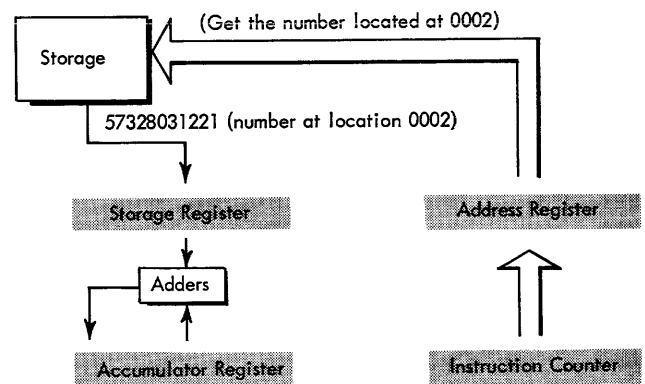 (Get the number located at 0002)
Storage
57328031221 (number at location 0002)
Storage Register
Address Register
Adders
Accumulator Register
Instruction Counter